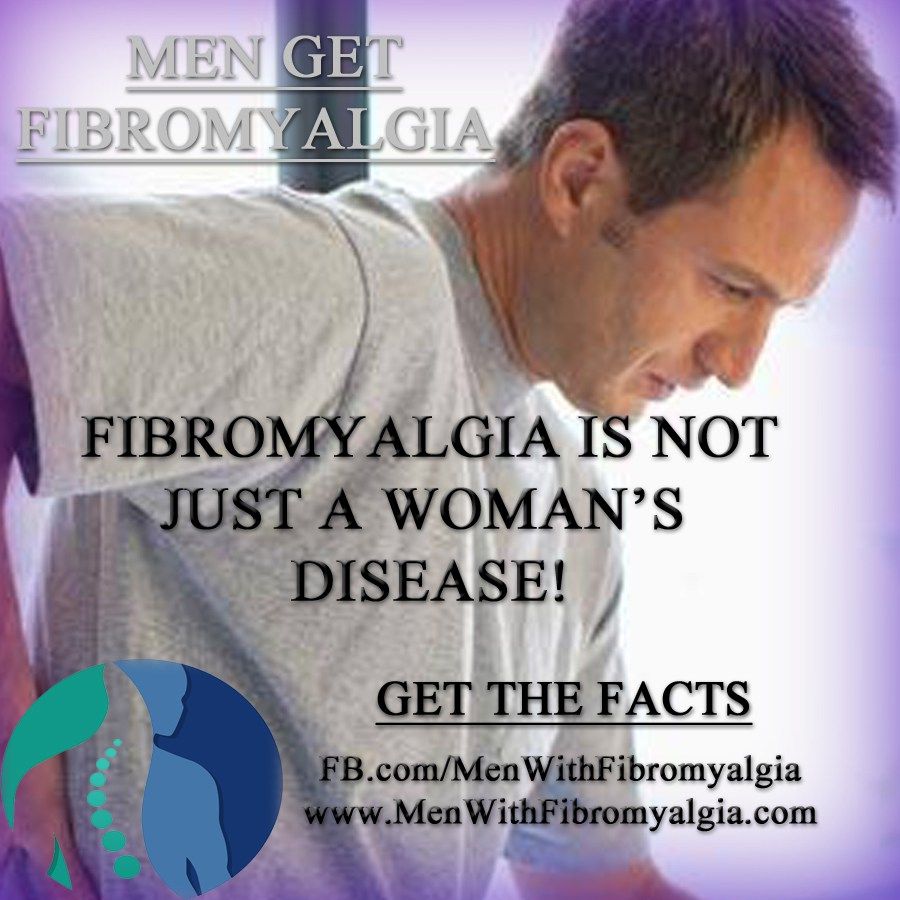 MEN GET
FIBROMYALGIA
FIBROMYALGIA IS NOT
JUST A WOMAN'S
DISEASE!
GET THE FACTS
FB.com/MenWithFibromyalgia
www.MenWithFibromyalgia.com